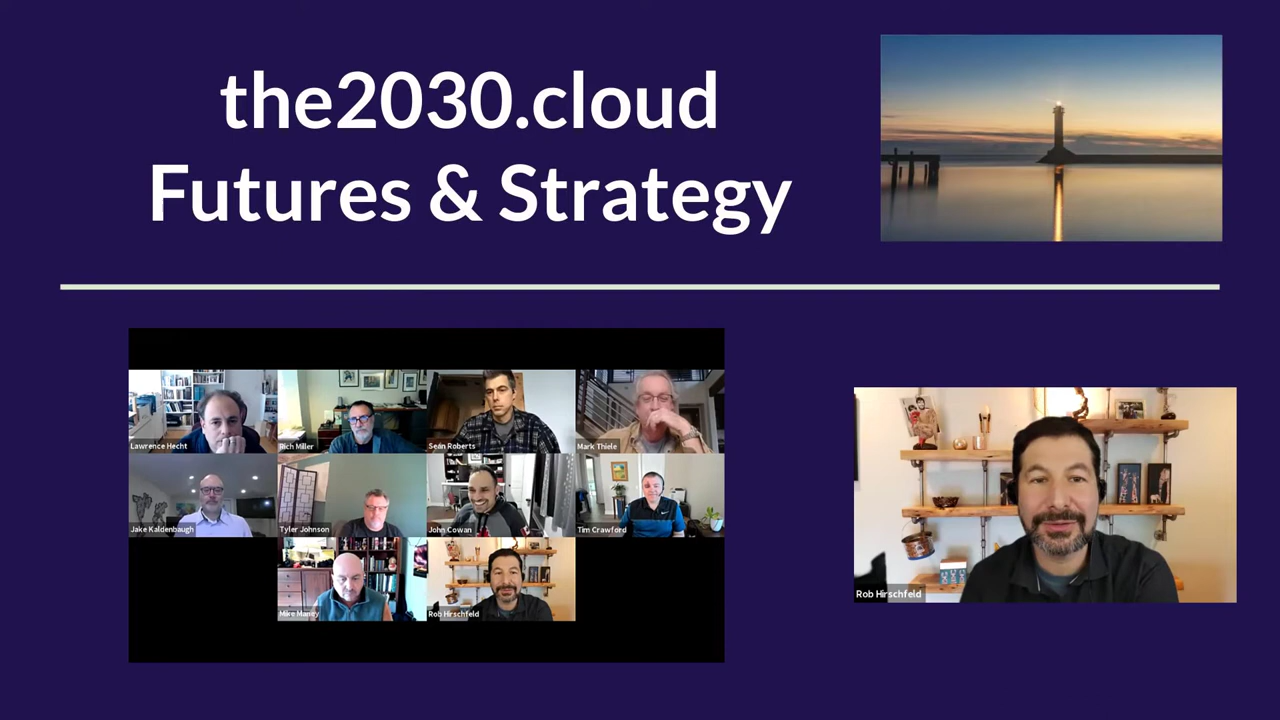 the2030.cloud
Futures & Strategy
Lawrence Hecht
Rich Miller
Sean Roberts
Mark Thiele
Jake Kaldenbaugh
Tyler Johnson
John Cowan
Tim Crawford
Mike Maney
Rob Hirschfeld
Rob Hirschfeld